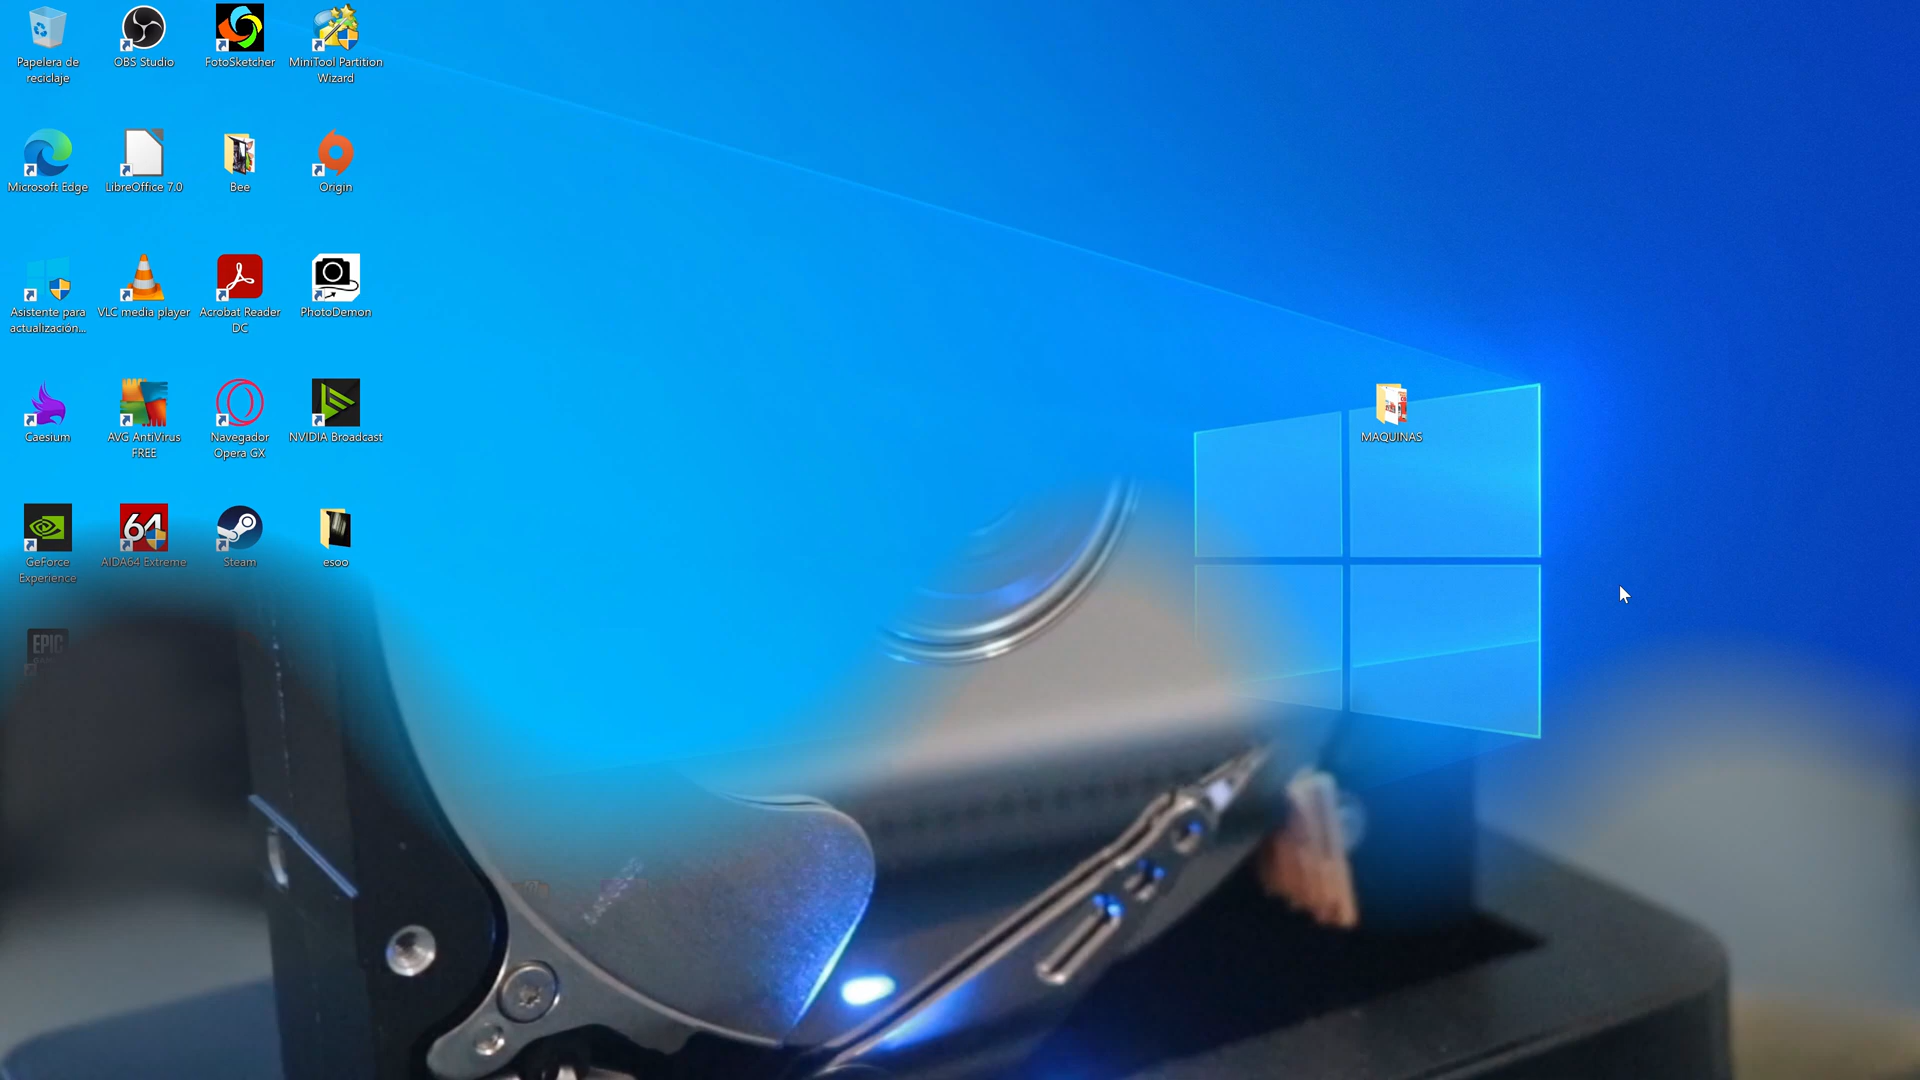 Papelera de
reciclaje
OBS Studio
FotoSketcher
MiniTool Partition
Wizard
Microsoft Edge
LibreOffice 7.0
Bee
Origin
Asistente para
actualización...
VLC media player
Acrobat Reader
DC
PhotoDemon
Caesium
AVG AntiVirus
FREE
Navegador
Opera GX
NVIDIA Broadcast
MAQUINAS
64
GeForce
Experience
AIDA64 Extreme
Steam
esoo
EPIC